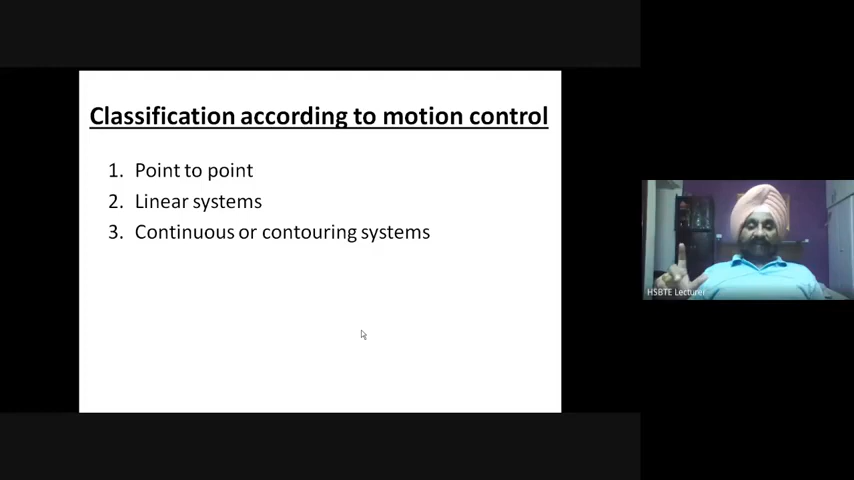 Classification according to motion control
1. Point to point
2. Linear systems
3. Continuous or contouring systems
HSBTE Lecturer